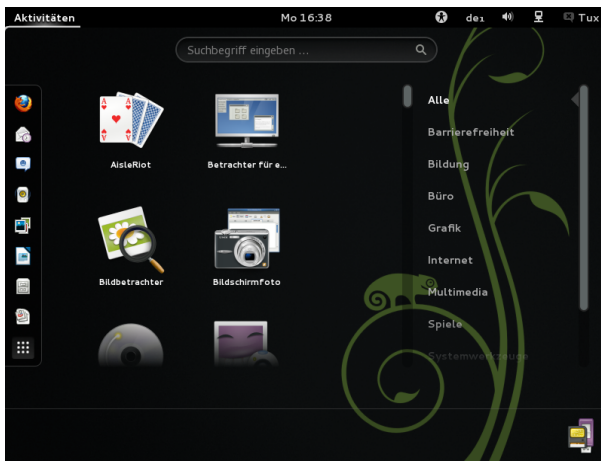 Aktivitäten
Mo 16:38
de₁
Tux
Suchbegriff eingeben ...
AisleRiot
Betrachter für e...
Bildbetrachter
Bildschirmfoto
Alle
Barrierefreiheit
Bildung
Büro
Grafik
Internet
Multimedia
Spiele
Systemwerkzeuge